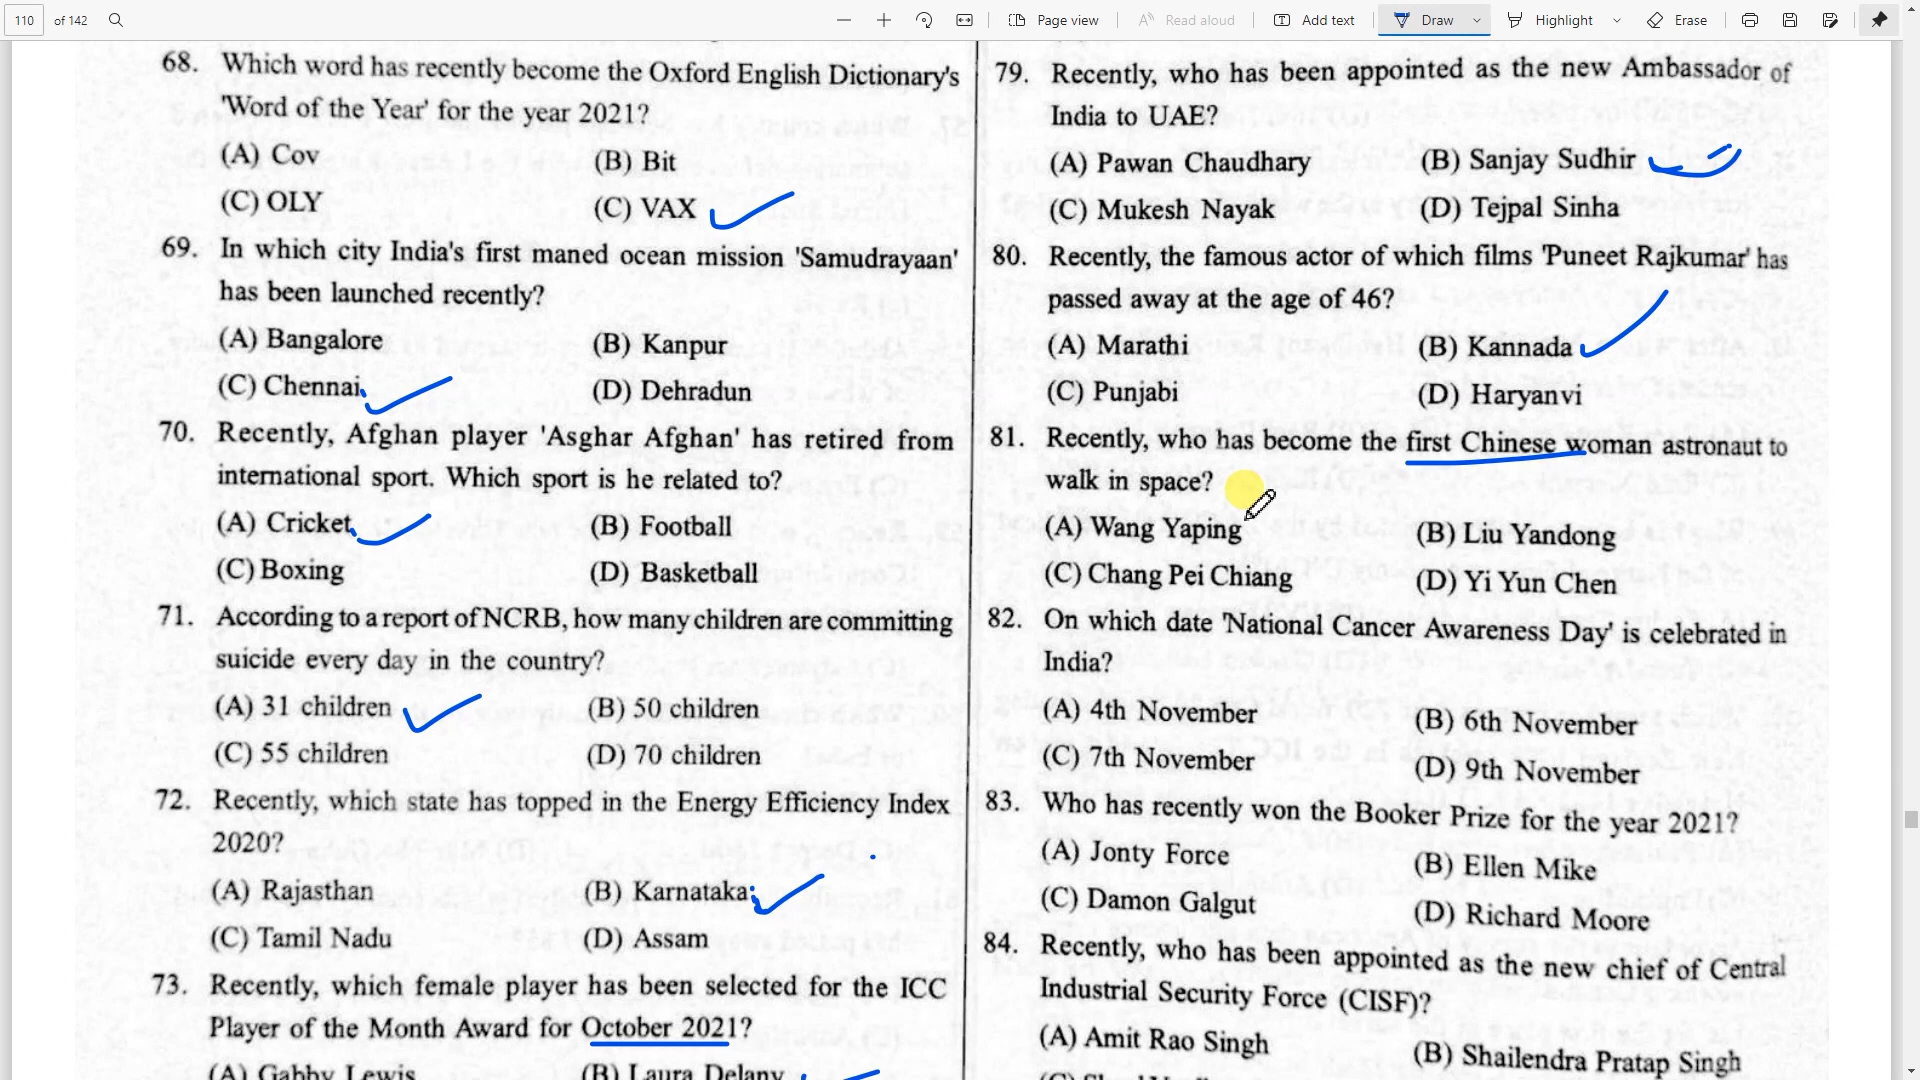 110 of 142 Page view Read aloud Add text Draw Highlight Erase
68. Which word has recently become the Oxford English Dictionary's
'Word of the Year' for the year 2021?
(A) Cov (B) Bit
(C) OLY (C) VAX
69. In which city India's first maned ocean mission 'Samudrayaan'
has been launched recently?
(A) Bangalore (B) Kanpur
(C) Chennai (D) Dehradun
70. Recently, Afghan player 'Asghar Afghan' has retired from
international sport. Which sport is he related to?
(A) Cricket (B) Football
(C) Boxing (D) Basketball
71. According to a report of NCRB, how many children are committing
suicide every day in the country?
(A) 31 children (B) 50 children
(C) 55 children (D) 70 children
72. Recently, which state has topped in the Energy Efficiency Index
2020?
(A) Rajasthan (B) Karnataka
(C) Tamil Nadu (D) Assam
73. Recently, which female player has been selected for the ICC
Player of the Month Award for October 2021?
(A) Gabby Lewis (B) Laura Delany
79. Recently, who has been appointed as the new Ambassador of
India to UAE?
(A) Pawan Chaudhary (B) Sanjay Sudhir
(C) Mukesh Nayak (D) Tejpal Sinha
80. Recently, the famous actor of which films 'Puneet Rajkumar' has
passed away at the age of 46?
(A) Marathi (B) Kannada
(C) Punjabi (D) Haryanvi
81. Recently, who has become the first Chinese woman astronaut to
walk in space?
(A) Wang Yaping (B) Liu Yandong
(C) Chang Pei Chiang (D) Yi Yun Chen
82. On which date 'National Cancer Awareness Day' is celebrated in
India?
(A) 4th November (B) 6th November
(C) 7th November (D) 9th November
83. Who has recently won the Booker Prize for the year 2021?
(A) Jonty Force (B) Ellen Mike
(C) Damon Galgut (D) Richard Moore
84. Recently, who has been appointed as the new chief of Central
Industrial Security Force (CISF)?
(A) Amit Rao Singh (B) Shailendra Pratap Singh